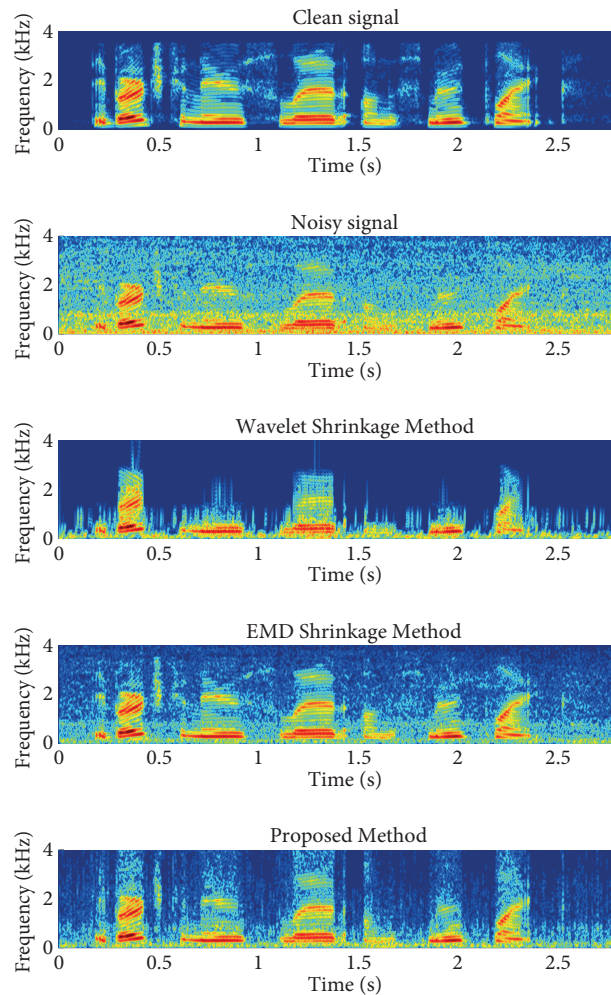 Clean signal
Frequency (kHz)
4
2
0
0 0.5 1 1.5 2 2.5
Time (s)
Noisy signal
Frequency (kHz)
4
2
0
0 0.5 1 1.5 2 2.5
Time (s)
Wavelet Shrinkage Method
Frequency (kHz)
4
2
0
0 0.5 1 1.5 2 2.5
Time (s)
EMD Shrinkage Method
Frequency (kHz)
4
2
0
0 0.5 1 1.5 2 2.5
Time (s)
Proposed Method
Frequency (kHz)
4
2
0
0 0.5 1 1.5 2 2.5
Time (s)